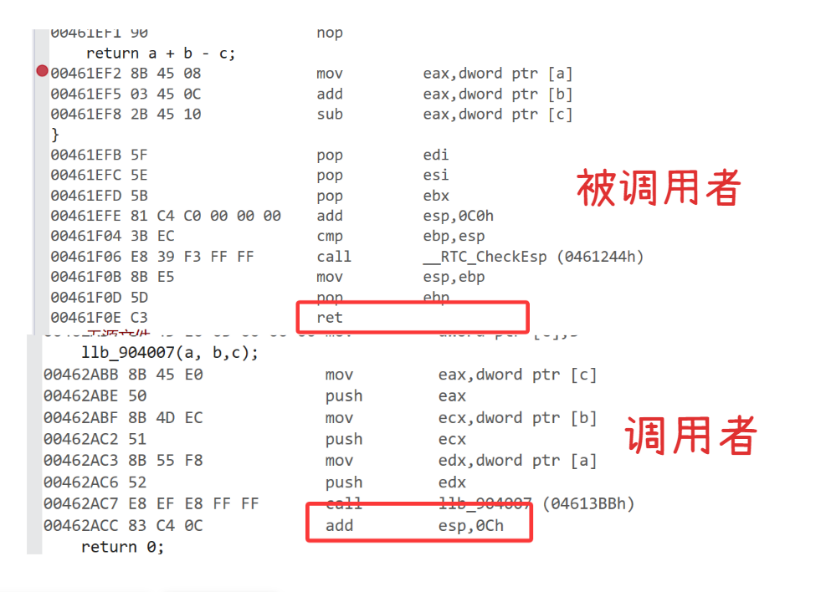 00461EF1 90 nop
return a + b - c;
00461EF2 8B 45 08 mov eax,dword ptr [a]
00461EF5 03 45 0C add eax,dword ptr [b]
00461EF8 2B 45 10 sub eax,dword ptr [c]
}
00461EFB 5F pop edi
00461EFC 5E pop esi
00461EFD 5B pop ebx
被调用者
00461EFE 81 C4 C0 00 00 00 add esp,0C0h
00461F04 3B EC cmp ebp,esp
00461F06 E8 39 F3 FF FF call __RTC_CheckEsp (0461244h)
00461F0B 8B E5 mov esp,ebp
00461F0D 5D pop ebp
00461F0E C3 ret
llb_904007(a, b,c);
00462ABB 8B 45 E0 mov eax,dword ptr [c]
00462ABE 50 push eax
00462ABF 8B 4D EC mov ecx,dword ptr [b]
调用者
00462AC2 51 push ecx
00462AC3 8B 55 F8 mov edx,dword ptr [a]
00462AC6 52 push edx
00462AC7 E8 EF E8 FF FF call llb_904007 (04613BBh)
00462ACC 83 C4 0C add esp,0Ch
return 0;